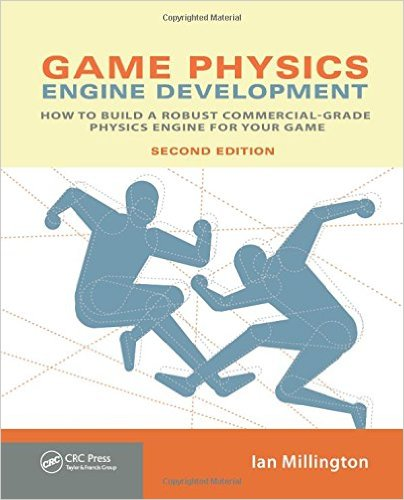 Copyrighted Material
GAME PHYSICS
ENGINE DEVELOPMENT
HOW TO BUILD A ROBUST COMMERCIAL-GRADE
PHYSICS ENGINE FOR YOUR GAME
SECOND EDITION
CRC
CRC Press
Taylor & Francis Group
Ian Millington
Copyrighted Material